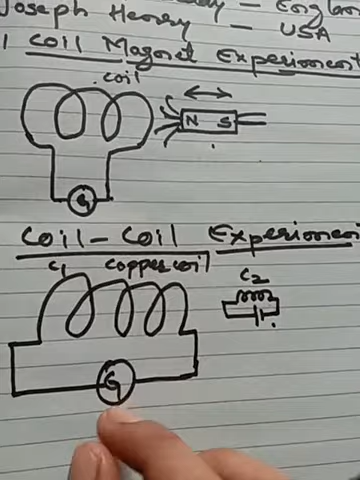 Joseph Henry – USA
1 Coil Magnet Experiment
coil
N S
G
Coil – Coil Experiment
C1 Copper coil
C2
G